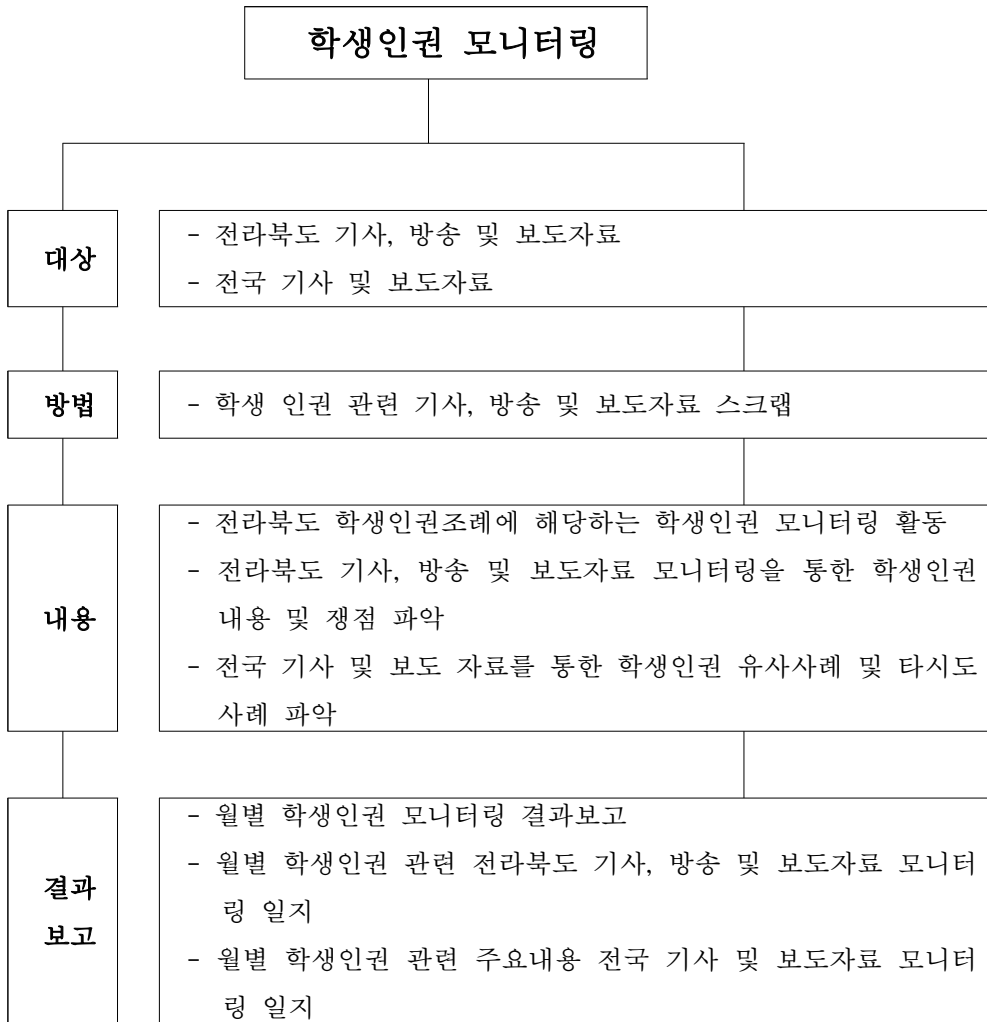 학생인권 모니터링
대상
- 전라북도 기사, 방송 및 보도자료
- 전국 기사 및 보도자료
방법
- 학생 인권 관련 기사, 방송 및 보도자료 스크랩
내용
- 전라북도 학생인권조례에 해당하는 학생인권 모니터링 활동
- 전라북도 기사, 방송 및 보도자료 모니터링을 통한 학생인권
내용 및 쟁점 파악
- 전국 기사 및 보도 자료를 통한 학생인권 유사사례 및 타시도
사례 파악
결과
보고
- 월별 학생인권 모니터링 결과보고
- 월별 학생인권 관련 전라북도 기사, 방송 및 보도자료 모니터
링 일지
- 월별 학생인권 관련 주요내용 전국 기사 및 보도자료 모니터
링 일지